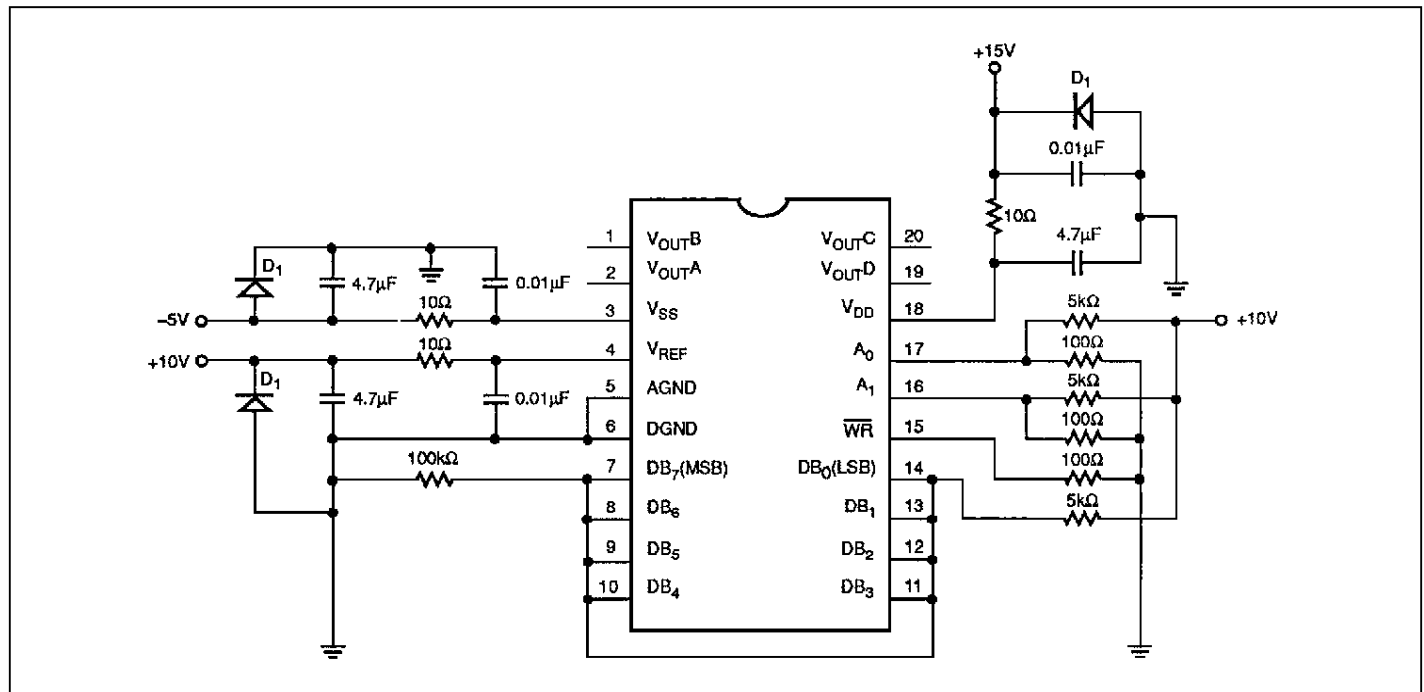 +15V
D1
0.01µF
10Ω
4.7µF
1 VOUTB VOUTC 20
2 VOUTA VOUTD 19
3 VSS VDD 18
4 VREF A0 17
5 AGND A1 16
6 DGND WR 15
7 DB7(MSB) DB0(LSB) 14
8 DB6 DB1 13
9 DB5 DB2 12
10 DB4 DB3 11
D1
4.7µF
0.01µF
10Ω
–5V
10Ω
+10V
D1
4.7µF
0.01µF
100kΩ
5kΩ
+10V
100Ω
5kΩ
100Ω
100Ω
5kΩ